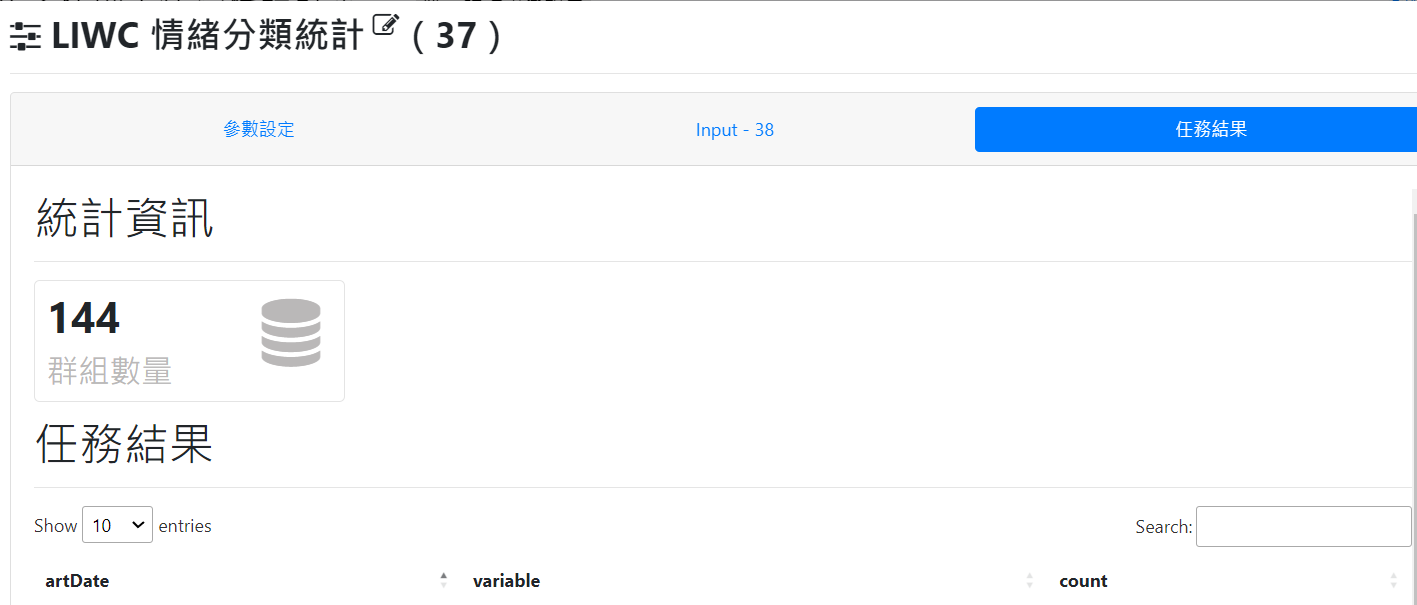 LIWC 情緒分類統計 ( 37 )
參數設定 Input - 38 任務結果
統計資訊
144
群組數量
任務結果
Show 10 entries Search:
artDate variable count